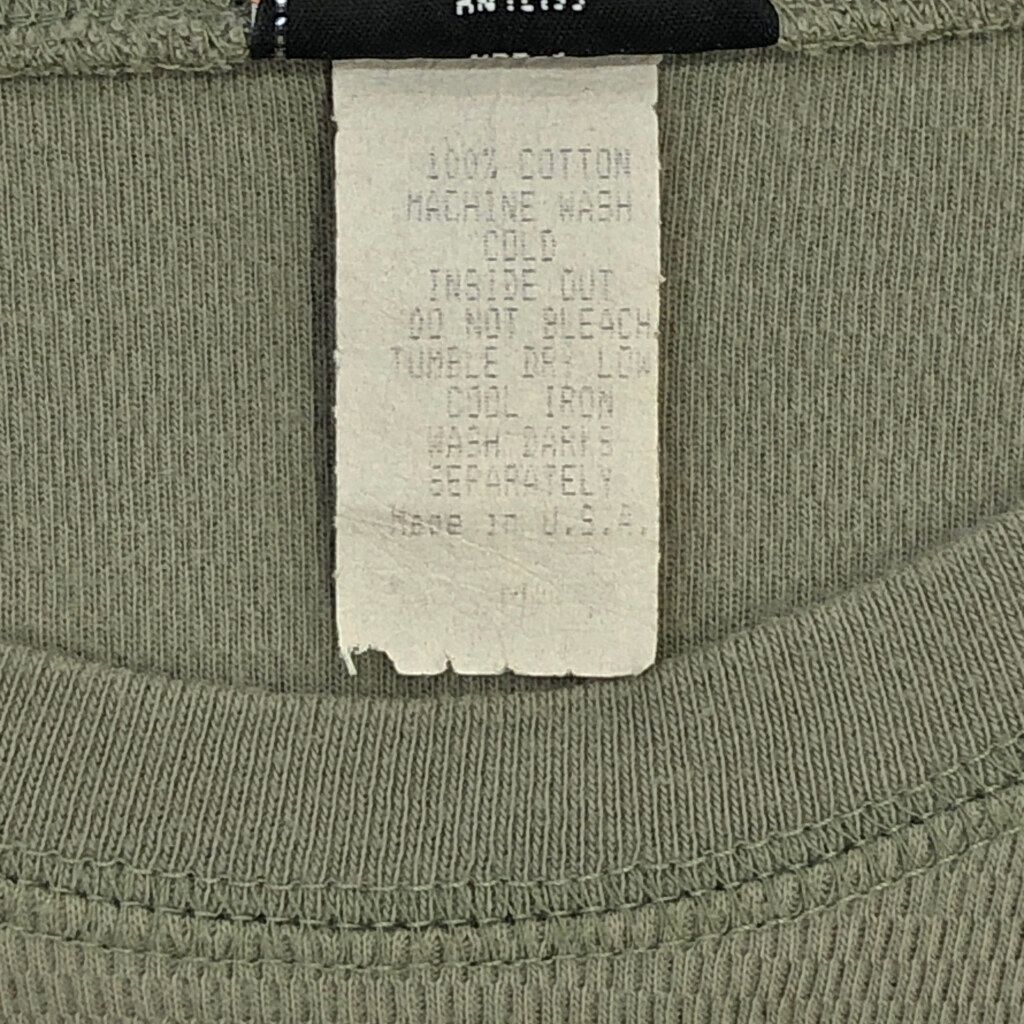 100% COTTON
MACHINE WASH
COLD
INSIDE OUT
DO NOT BLEACH
TUMBLE DRY LOW
COOL IRON
WASH DARKS
SEPARATELY
Made in U.S.A.